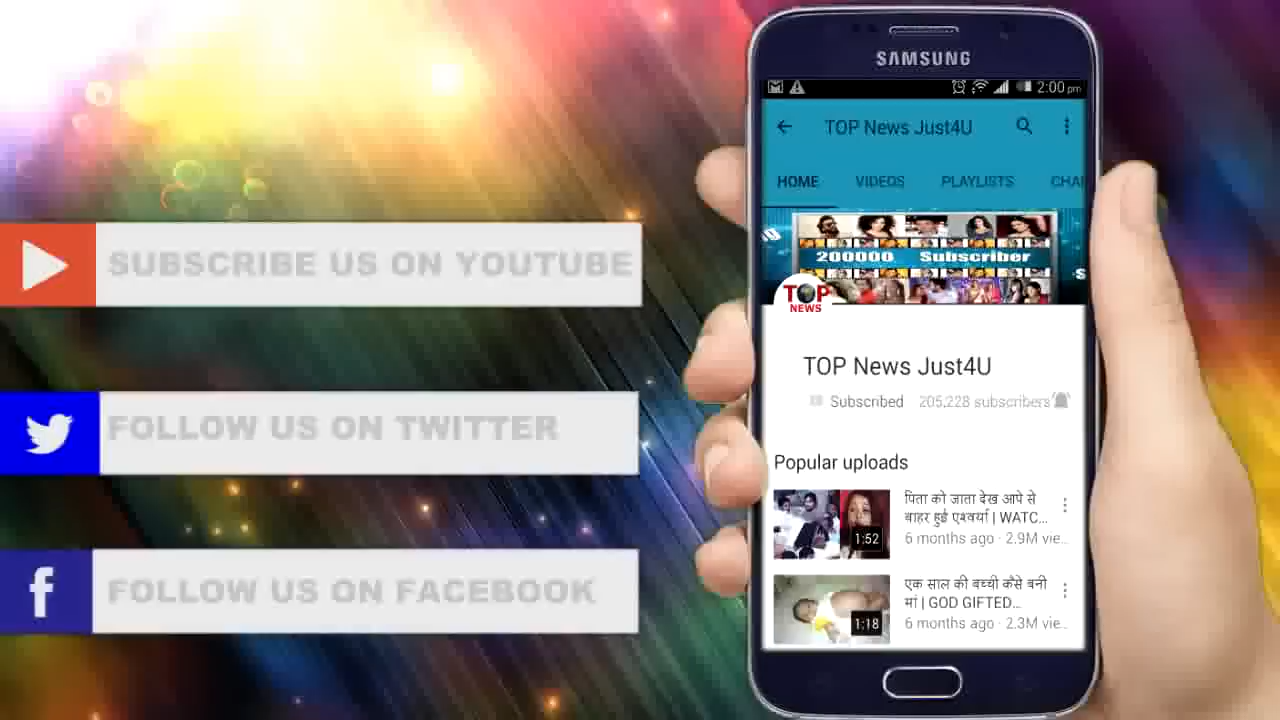 SUBSCRIBE US ON YOUTUBE
FOLLOW US ON TWITTER
FOLLOW US ON FACEBOOK
SAMSUNG
2:00 pm
TOP News Just4U
HOME VIDEOS PLAYLISTS CHA
200000 Subscriber
TOP
NEWS
TOP News Just4U
Subscribed 205,228 subscribers
Popular uploads
पिता को जाता देख आपे से
बाहर हुई एश्वर्या | WATC...
6 months ago · 2.9M vie..
1:52
एक साल की बच्ची कैसे बनी
मां | GOD GIFTED...
6 months ago · 2.3M vie..
1:18